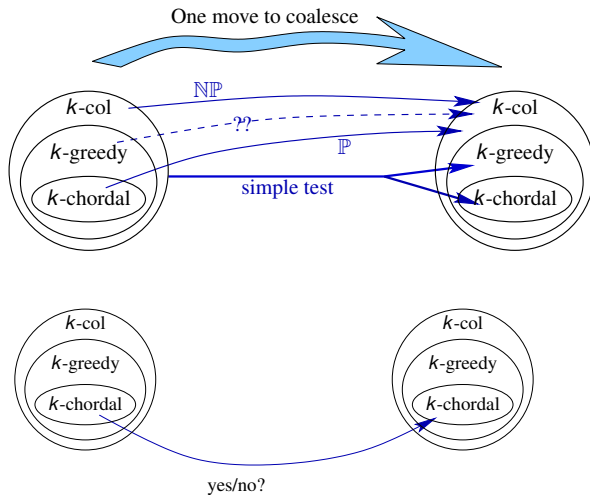 One move to coalesce
ℕℙ
k-col
k-col
??
ℙ
k-greedy
k-greedy
k-chordal
simple test
k-chordal
k-col
k-col
k-greedy
k-greedy
k-chordal
k-chordal
yes/no?